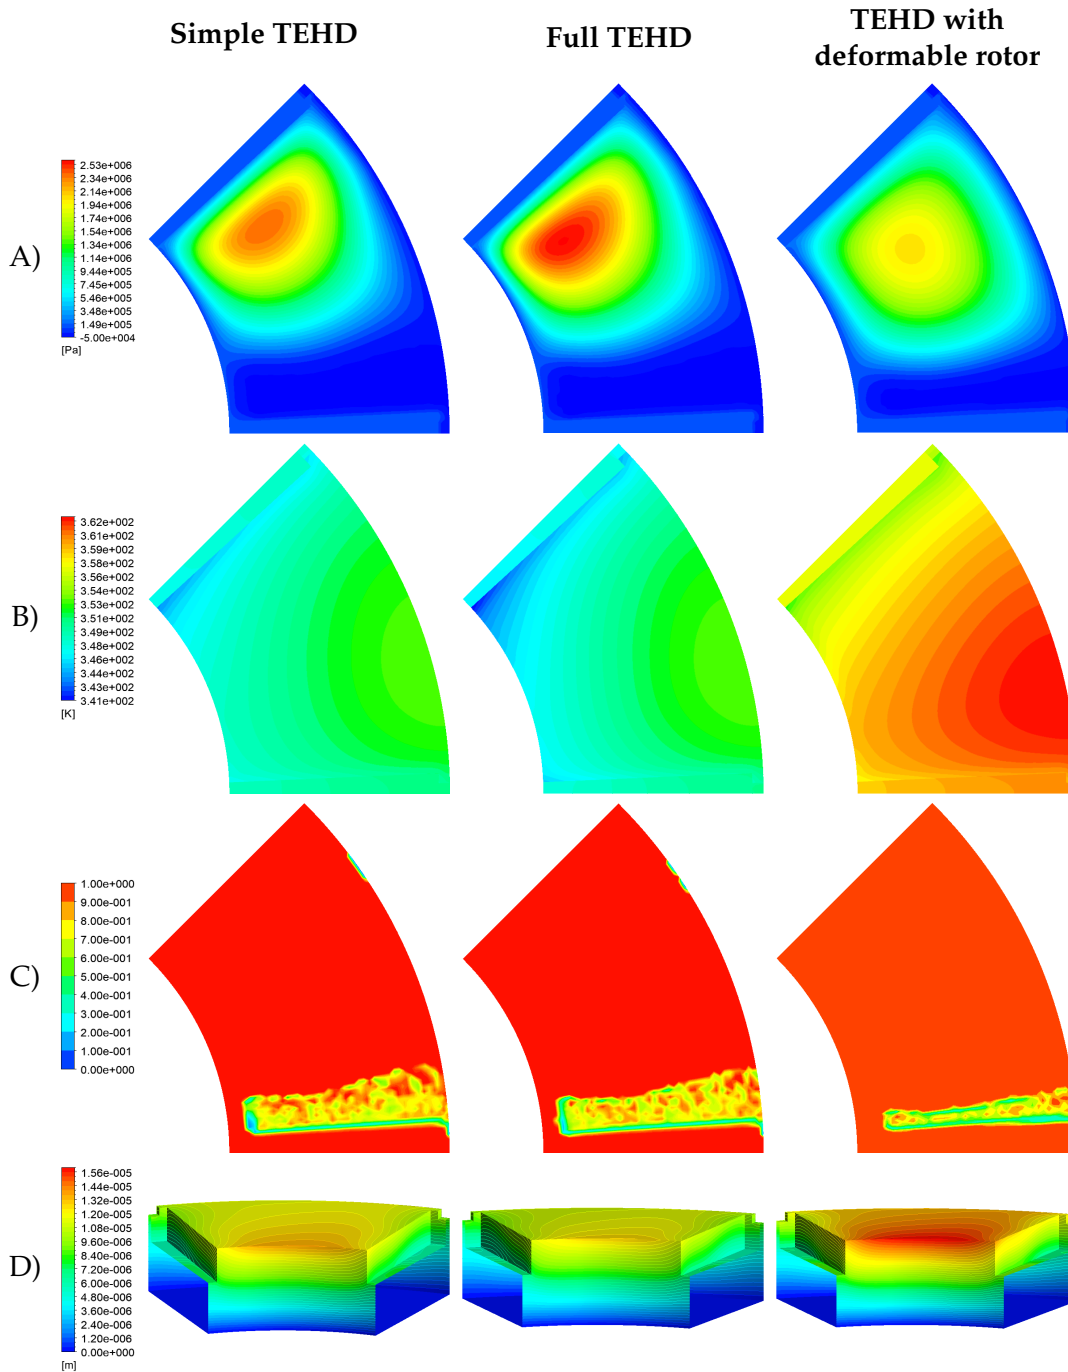 Simple TEHD
Full TEHD
TEHD with
deformable rotor
A)
2.53e+006
2.34e+006
2.14e+006
1.94e+006
1.74e+006
1.54e+006
1.34e+006
1.14e+006
9.44e+005
7.45e+005
5.46e+005
3.48e+005
1.49e+005
-5.00e+004
[Pa]
B)
3.62e+002
3.61e+002
3.59e+002
3.57e+002
3.56e+002
3.54e+002
3.53e+002
3.51e+002
3.49e+002
3.48e+002
3.46e+002
3.44e+002
3.43e+002
3.41e+002
[K]
C)
1.00e+000
9.00e-001
8.00e-001
7.00e-001
6.00e-001
5.00e-001
4.00e-001
3.00e-001
2.00e-001
1.00e-001
0.00e+000
D)
1.56e-005
1.44e-005
1.32e-005
1.20e-005
1.08e-005
9.60e-006
8.40e-006
7.20e-006
6.00e-006
4.80e-006
3.60e-006
2.40e-006
1.20e-006
0.00e+000
[m]